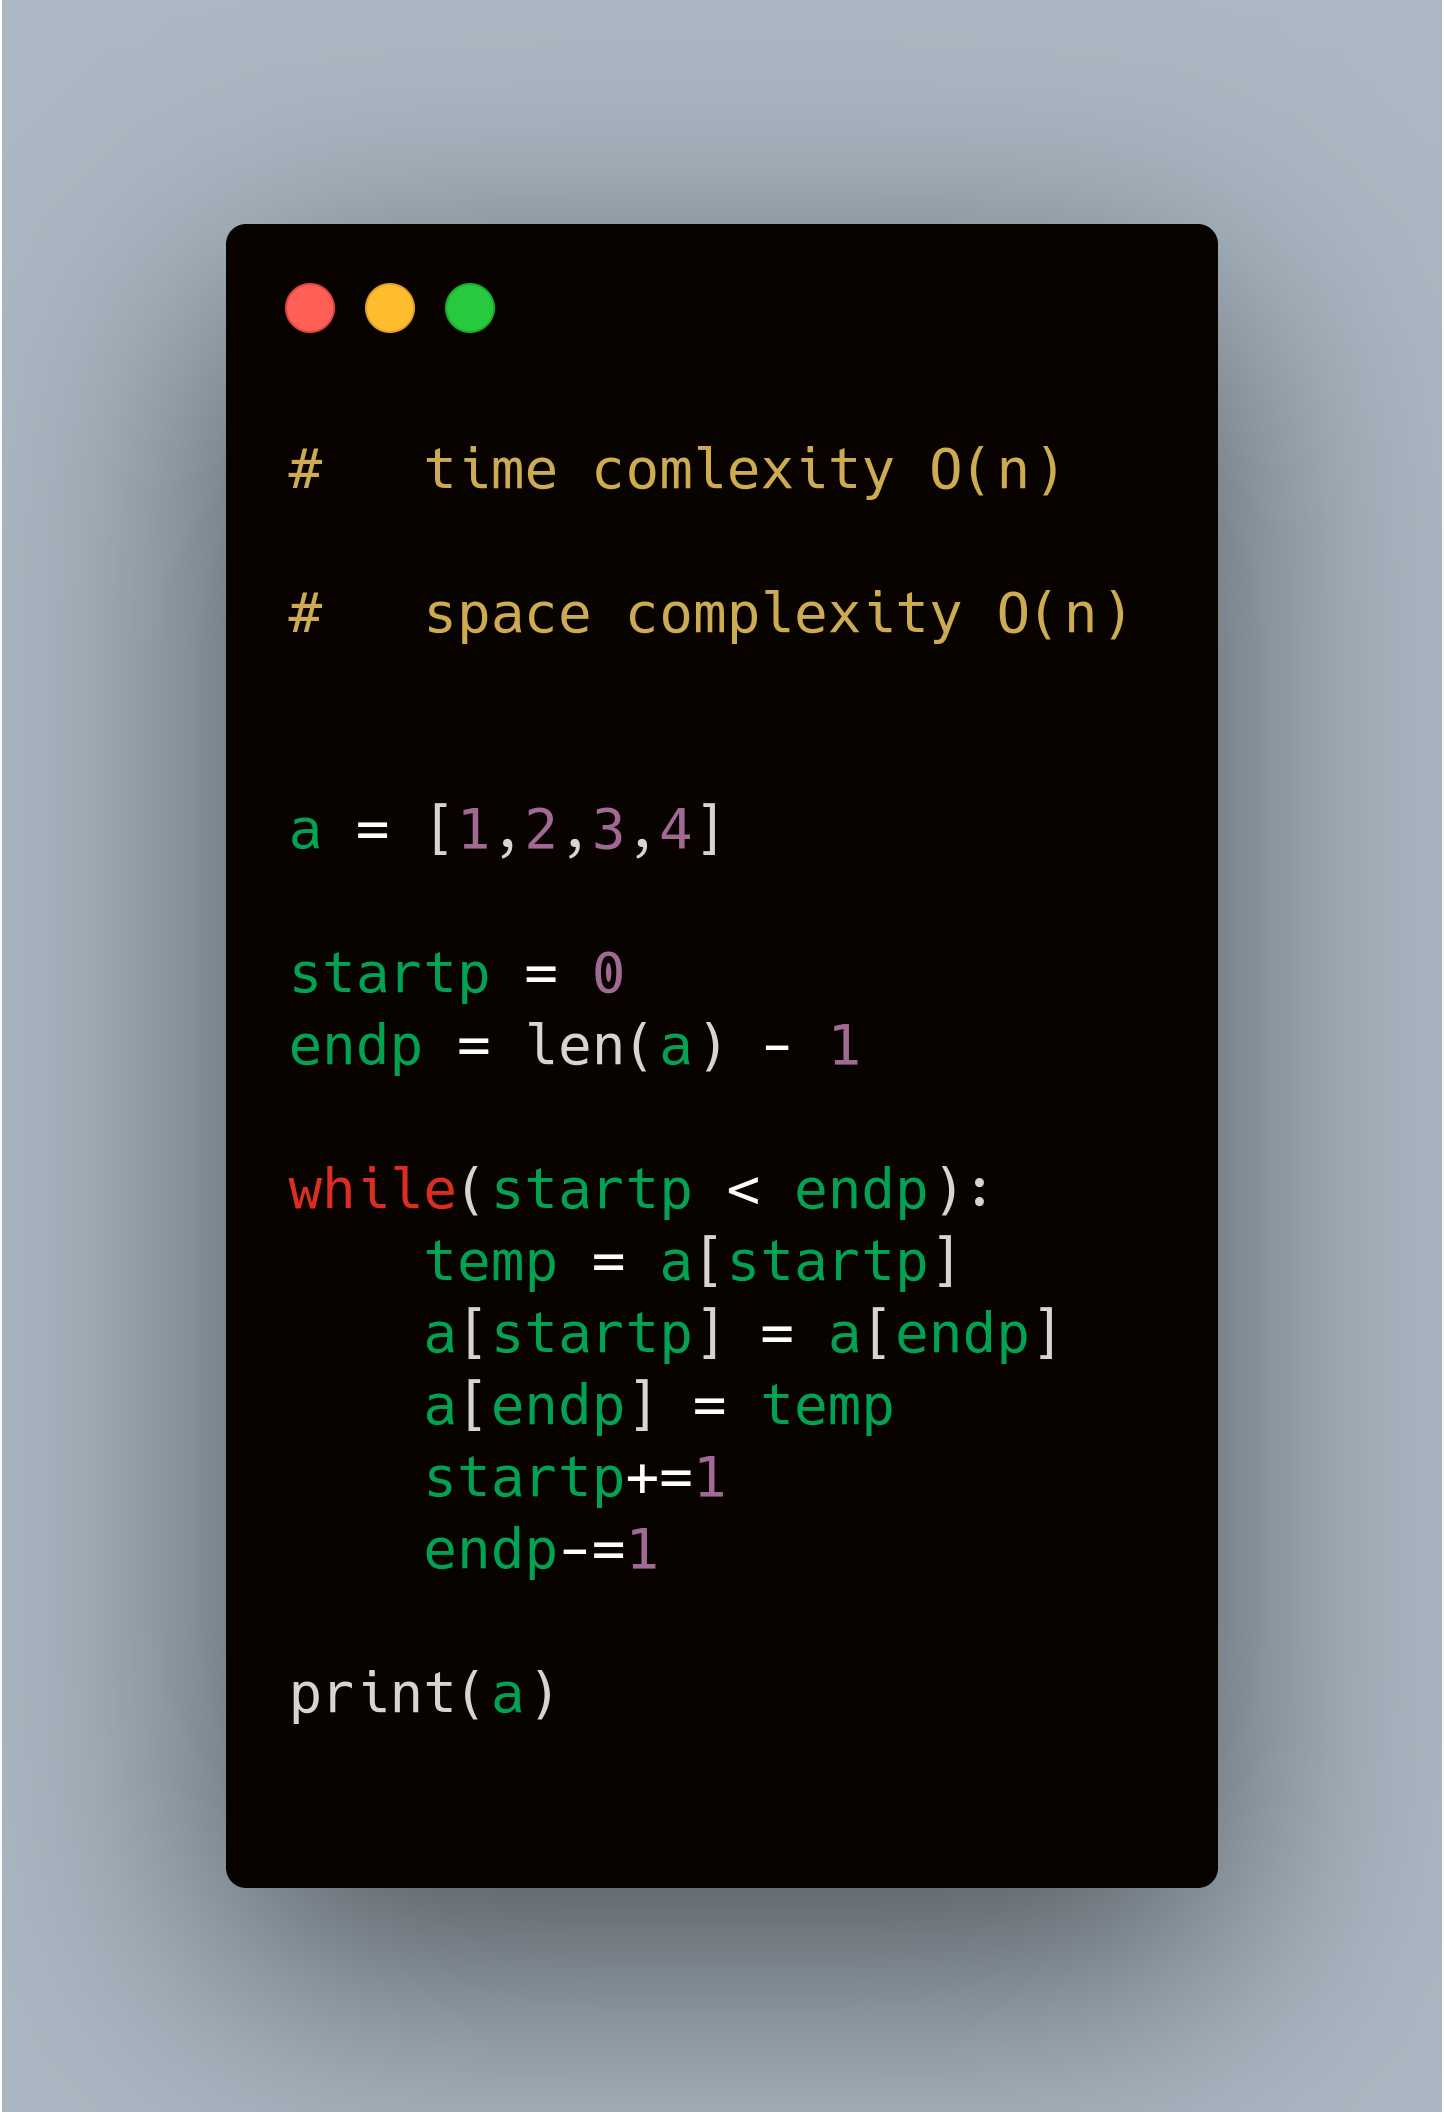 #   time comlexity O(n)
#   space complexity O(n)
a = [1,2,3,4]
startp = 0
endp = len(a) - 1
while(startp < endp):
    temp = a[startp]
    a[startp] = a[endp]
    a[endp] = temp
    startp+=1
    endp-=1
print(a)